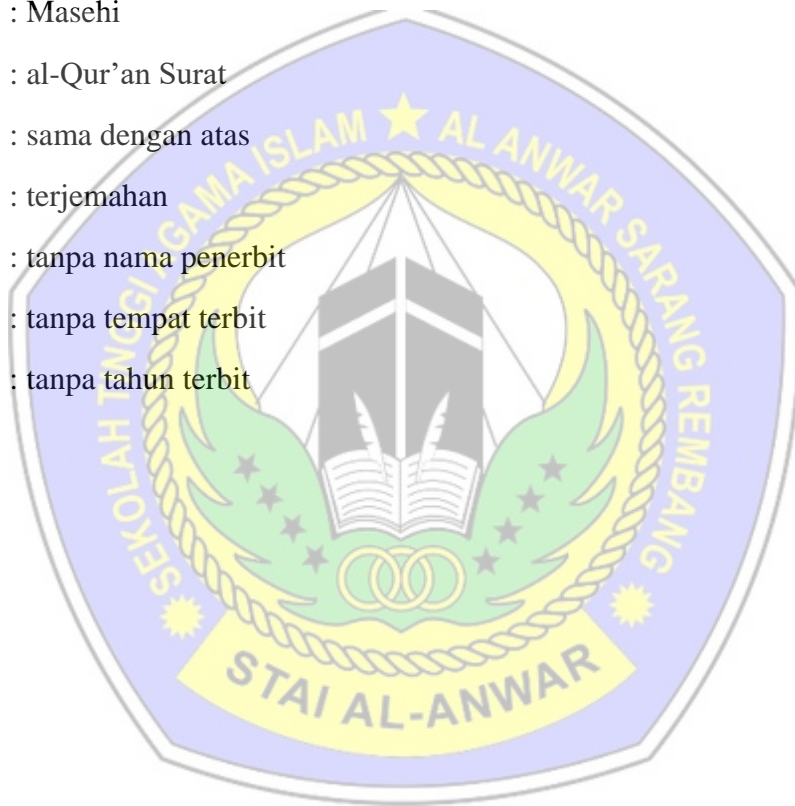 : Masehi
: al-Qur’an Surat
: sama dengan atas
: terjemahan
: tanpa nama penerbit
: tanpa tempat terbit
: tanpa tahun terbit
SEKOLAH TINGGI AGAMA ISLAM AL ANWAR SARANG REMBANG
STAI AL-ANWAR